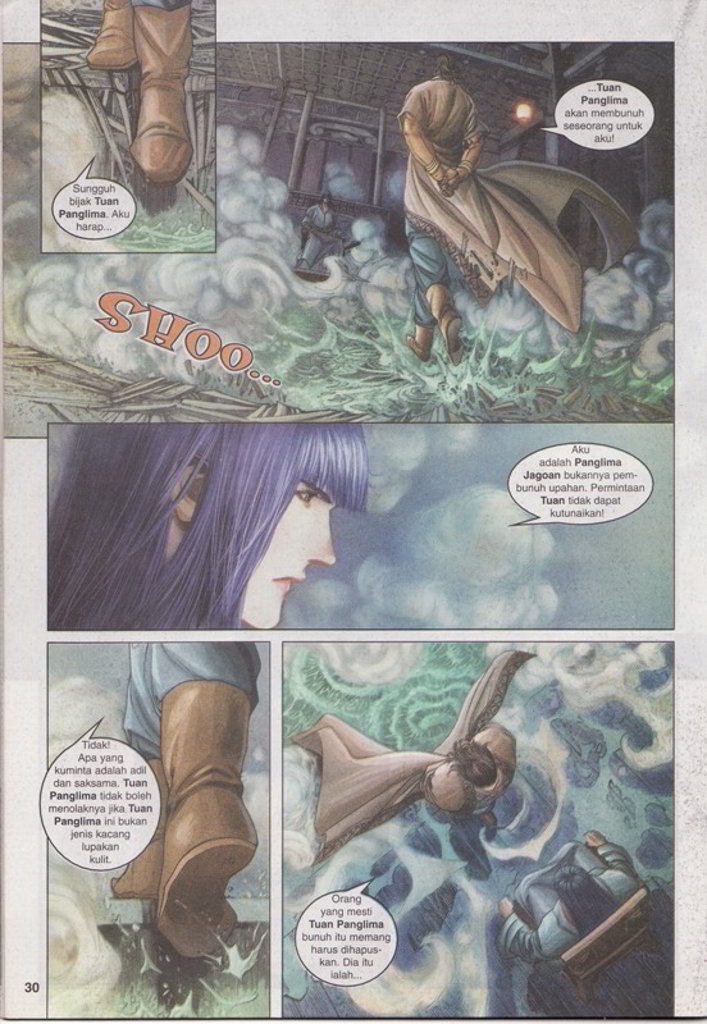 Sungguh
bijak Tuan
Panglima. Aku
harap...
...Tuan
Panglima
akan membunuh
seseorang untuk
aku!
SHOO...
Aku
adalah Panglima
Jagoan bukannya pem-
bunuh upahan. Permintaan
Tuan tidak dapat
kutunaikan!
Tidak!
Apa yang
kuminta adalah adil
dan saksama. Tuan
Panglima tidak boleh
menolaknya jika Tuan
Panglima ini bukan
jenis kacang
lupakan
kulit.
Orang
yang mesti
Tuan Panglima
bunuh itu memang
harus dihapus-
kan. Dia itu
ialah...
30